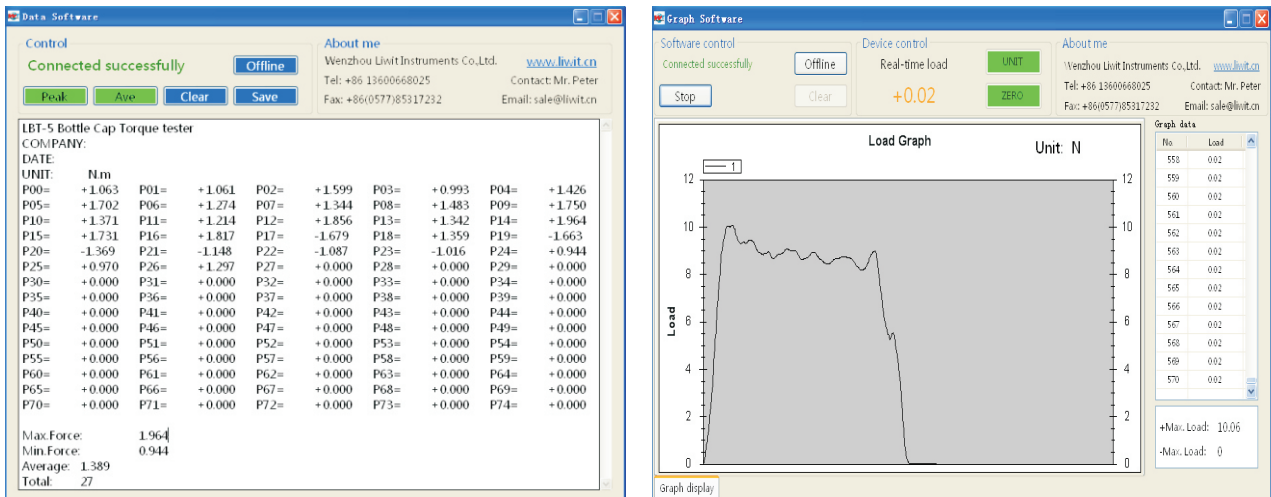 Data Software
Control
Connected successfully
Offline
Peak Ave Clear Save
About me
Wenzhou Liwit Instruments Co.,Ltd. www.liwit.cn
Tel: +86 13600668025 Contact: Mr. Peter
Fax: +86(0577)85317232 Email: sale@liwit.cn
LBT-5 Bottle Cap Torque tester
COMPANY:
DATE:
UNIT: N.m
P00= +1.063 P01= +1.061 P02= +1.599 P03= +0.993 P04= +1.426
P05= +1.702 P06= +1.274 P07= +1.344 P08= +1.483 P09= +1.750
P10= +1.371 P11= +1.214 P12= +1.856 P13= +1.342 P14= +1.964
P15= +1.731 P16= +1.817 P17= -1.679 P18= +1.359 P19= -1.663
P20= -1.369 P21= -1.148 P22= -1.087 P23= -1.016 P24= +0.944
P25= +0.970 P26= +1.297 P27= +0.000 P28= +0.000 P29= +0.000
P30= +0.000 P31= +0.000 P32= +0.000 P33= +0.000 P34= +0.000
P35= +0.000 P36= +0.000 P37= +0.000 P38= +0.000 P39= +0.000
P40= +0.000 P41= +0.000 P42= +0.000 P43= +0.000 P44= +0.000
P45= +0.000 P46= +0.000 P47= +0.000 P48= +0.000 P49= +0.000
P50= +0.000 P51= +0.000 P52= +0.000 P53= +0.000 P54= +0.000
P55= +0.000 P56= +0.000 P57= +0.000 P58= +0.000 P59= +0.000
P60= +0.000 P61= +0.000 P62= +0.000 P63= +0.000 P64= +0.000
P65= +0.000 P66= +0.000 P67= +0.000 P68= +0.000 P69= +0.000
P70= +0.000 P71= +0.000 P72= +0.000 P73= +0.000 P74= +0.000
Max.Force: 1.964
Min.Force: 0.944
Average: 1.389
Total: 27
Graph Software
Software control
Connected successfully
Offline
Stop
Clear
Device control
Real-time load
+0.02
UNIT
ZERO
About me
Wenzhou Liwit Instruments Co.,Ltd. www.liwit.cn
Tel: +86 13600668025 Contact: Mr. Peter
Fax: +86(0577)85317232 Email: sale@liwit.cn
Load Graph
Unit: N
1
12 12
10 10
8 8
6 6
4 4
2 2
0 0
Load
Graph display
Graph data
No. Load
558 0.02
559 0.02
560 0.02
561 0.02
562 0.02
563 0.02
564 0.02
565 0.02
566 0.02
567 0.02
568 0.02
569 0.02
570 0.02
+Max. Load: 10.06
-Max. Load: 0